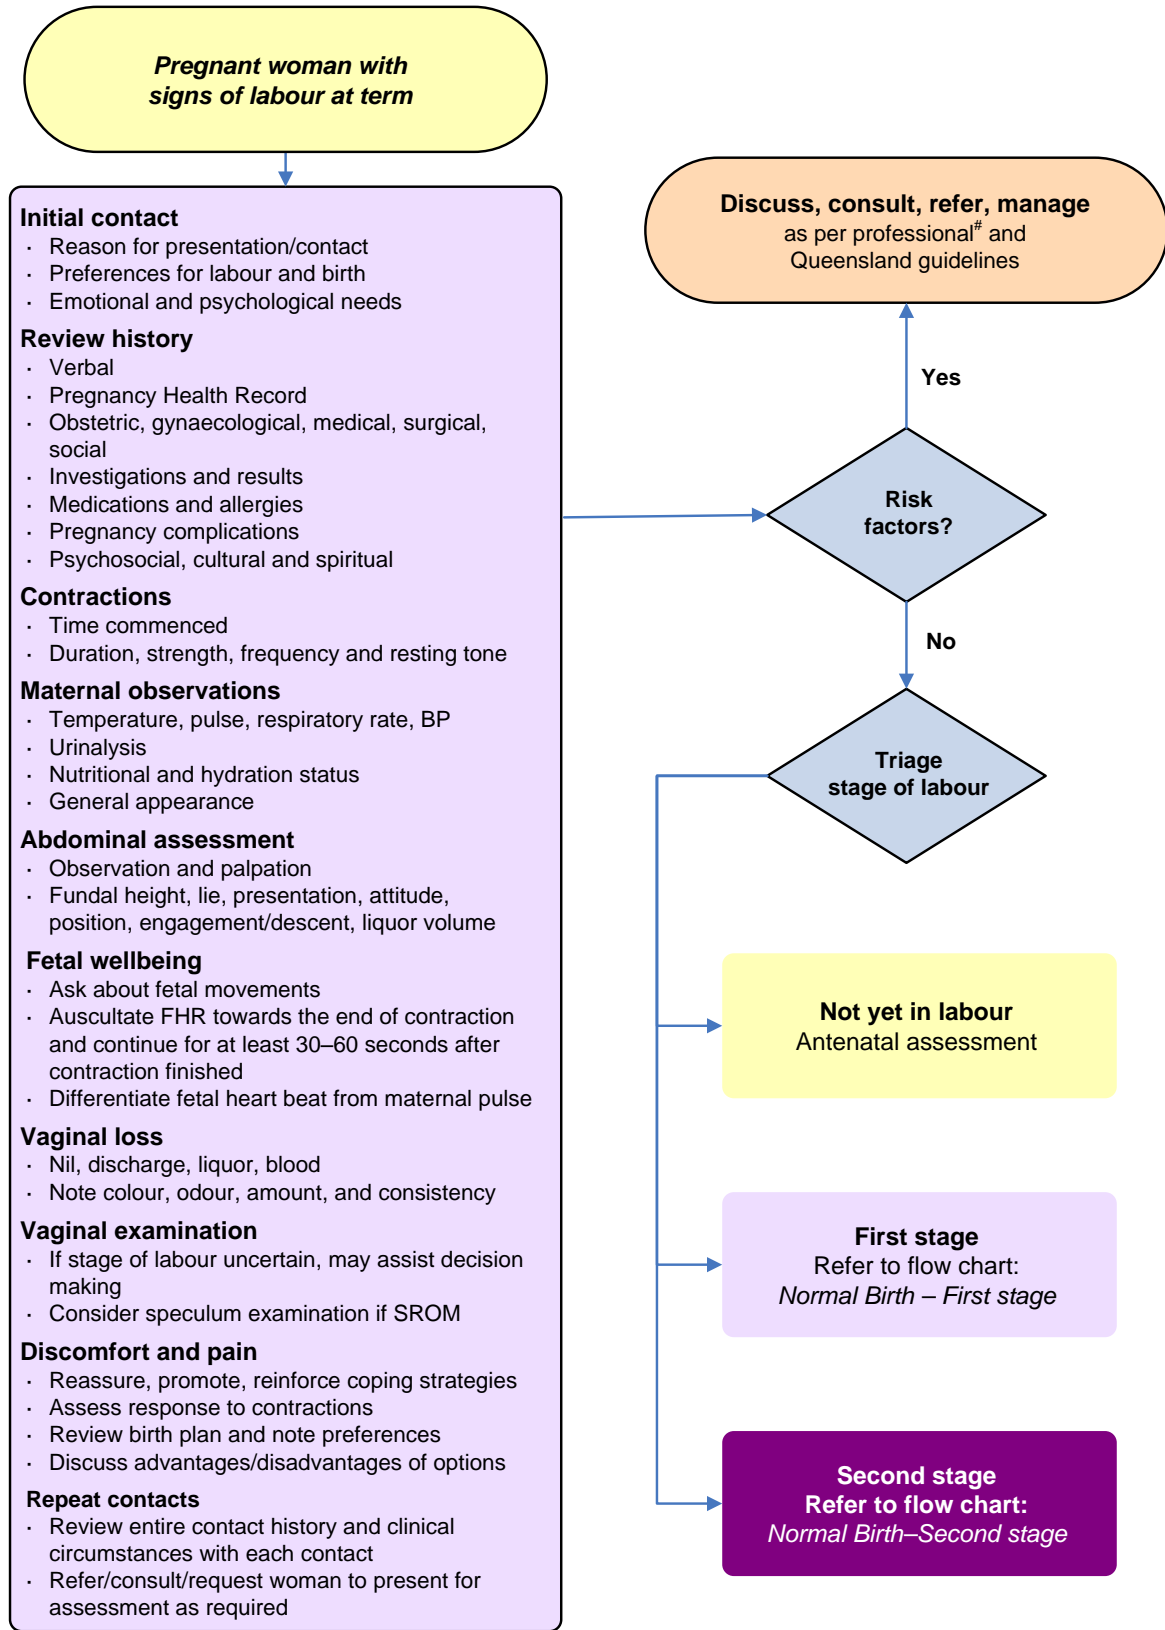 Pregnant woman with
signs of labour at term
Initial contact
· Reason for presentation/contact
· Preferences for labour and birth
· Emotional and psychological needs
Review history
· Verbal
· Pregnancy Health Record
· Obstetric, gynaecological, medical, surgical,
social
· Investigations and results
· Medications and allergies
· Pregnancy complications
· Psychosocial, cultural and spiritual
Contractions
· Time commenced
· Duration, strength, frequency and resting tone
Maternal observations
· Temperature, pulse, respiratory rate, BP
· Urinalysis
· Nutritional and hydration status
· General appearance
Abdominal assessment
· Observation and palpation
· Fundal height, lie, presentation, attitude,
position, engagement/descent, liquor volume
Fetal wellbeing
· Ask about fetal movements
· Auscultate FHR towards the end of contraction
and continue for at least 30–60 seconds after
contraction finished
· Differentiate fetal heart beat from maternal pulse
Vaginal loss
· Nil, discharge, liquor, blood
· Note colour, odour, amount, and consistency
Vaginal examination
· If stage of labour uncertain, may assist decision
making
· Consider speculum examination if SROM
Discomfort and pain
· Reassure, promote, reinforce coping strategies
· Assess response to contractions
· Review birth plan and note preferences
· Discuss advantages/disadvantages of options
Repeat contacts
· Review entire contact history and clinical
circumstances with each contact
· Refer/consult/request woman to present for
assessment as required
Discuss, consult, refer, manage
as per professional# and
Queensland guidelines
Yes
Risk
factors?
No
Triage
stage of labour
Not yet in labour
Antenatal assessment
First stage
Refer to flow chart:
Normal Birth – First stage
Second stage
Refer to flow chart:
Normal Birth–Second stage